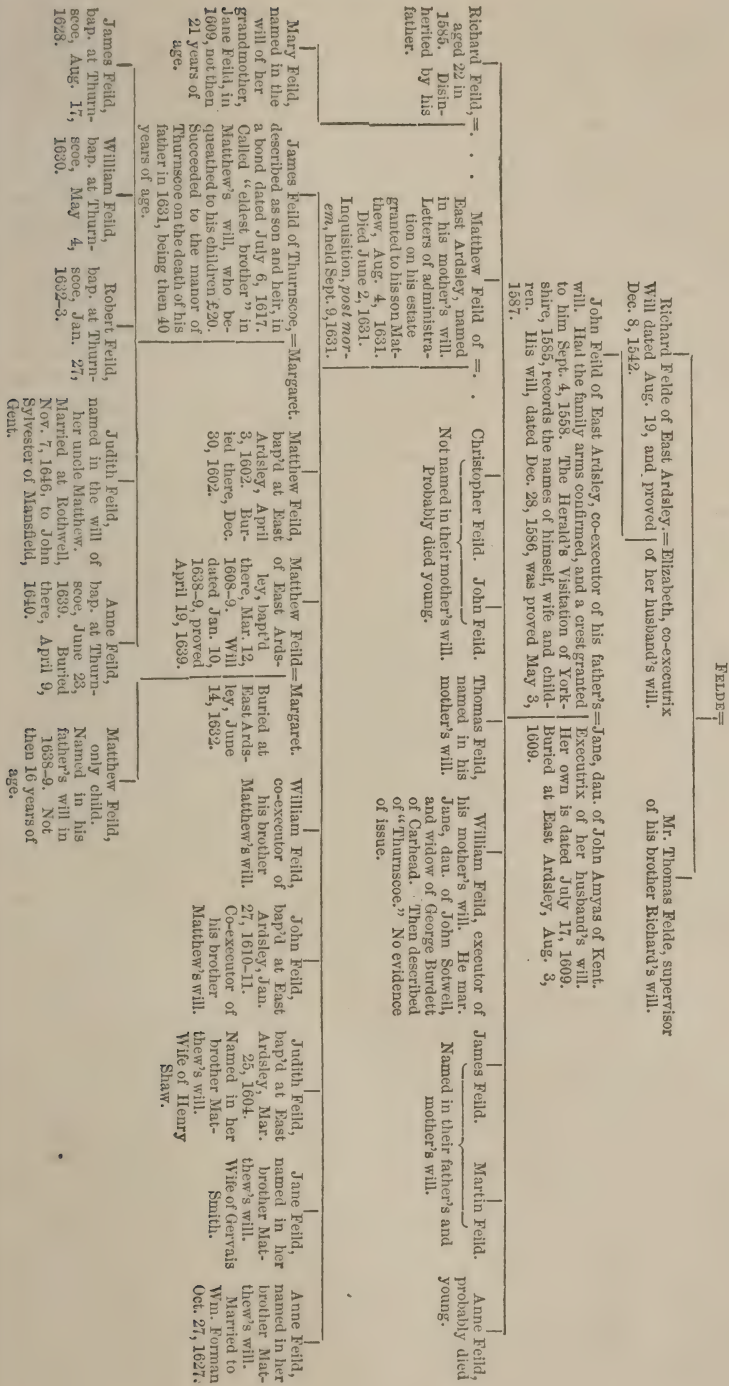 FELDE=
Richard Felde of East Ardsley.=Elizabeth, co-executrix
Will dated Aug. 19, and proved of her husband's will.
Dec. 8, 1542.
Mr. Thomas Felde, supervisor
of his brother Richard's will.
John Feild of East Ardsley, co-executor of his father's=Jane, dau. of John Amyas of Kent.
will. Had the family arms confirmed, and a crest granted Executrix of her husband's will.
to him Sept. 4, 1558. The Herald's Visitation of York- Her own is dated July 17, 1609.
shire, 1585, records the names of himself, wife and child- Buried at East Ardsley, Aug. 3,
ren. His will, dated Dec. 28, 1586, was proved May 3, 1609.
1587.
Richard Feild,=. . .
aged 22 in
1585. Disin-
herited by his
father.
Matthew Feild of =. .
East Ardsley, named
in his mother's will.
Letters of administra-
tion on his estate
granted to his son Mat-
thew, Aug. 4, 1631.
Died June 2, 1631.
Inquisition, post mor-
em, held Sept. 9, 1631.
Christopher Feild. John Feild.
Not named in their mother's will.
Probably died young.
Thomas Feild,
named in his
mother's will.
William Feild, executor of
his mother's will. He mar.
Jane, dau. of John Sotwell,
and widow of George Burdett
of Carhead. Then described
of "Thurnscoe." No evidence
of issue.
James Feild. Martin Feild.
Named in their father's and
mother's will.
Anne Feild,
probably died
young.
Mary Feild,
named in the
will of her
grandmother,
Jane Feild, in
1609, not then
21 years of
age.
James Feild of Thurnscoe,=Margaret.
described as son and heir, in
a bond dated July 6, 1617.
Called "eldest brother" in
Matthew's will, who be-
queathed to his children £20.
Succeeded to the manor of
Thurnscoe on the death of his
father in 1631, being then 40
years of age.
Matthew Feild,
bap'd at East
Ardsley, April
3, 1602. Bur-
ied there, Dec.
30, 1602.
Matthew Feild=Margaret.
of East Ards- Buried at
ley, bapt'd East Ards-
there, Mar. 12, ley, June
1608-9. Will 14, 1632.
dated Jan. 10,
1638-9, proved
April 19, 1639.
William Feild,
co-executor of
his brother
Matthew's will.
John Feild,
bap'd at East
Ardsley, Jan.
27, 1610-11.
Co-executor of
his brother
Matthew's will.
Judith Feild,
bap'd at East
Ardsley, Mar.
25, 1604.
Named in her
brother Mat-
thew's will.
Wife of Henry
Shaw.
Jane Feild,
named in her
brother Mat-
thew's will.
Wife of Gervais
Smith.
Anne Feild,
named in her
brother Mat-
thew's will.
Married to
Wm. Forman
Oct. 27, 1627.
James Feild,
bap. at Thurn-
scoe, Aug. 17,
1628.
William Feild,
bap. at Thurn-
scoe, May 4,
1630.
Robert Feild,
bap. at Thurn-
scoe, Jan. 27,
1632-3.
Judith Feild,
named in the will of
her uncle Matthew.
Married at Rothwell,
Nov. 7, 1646, to John
Sylvester of Mansfield,
Gent.
Anne Feild,
bap. at Thurn-
scoe, June 23,
1639. Buried
there, April 9,
1640.
Matthew Feild,
only child.
Named in his
father's will in
1638-9. Not
then 16 years of
age.